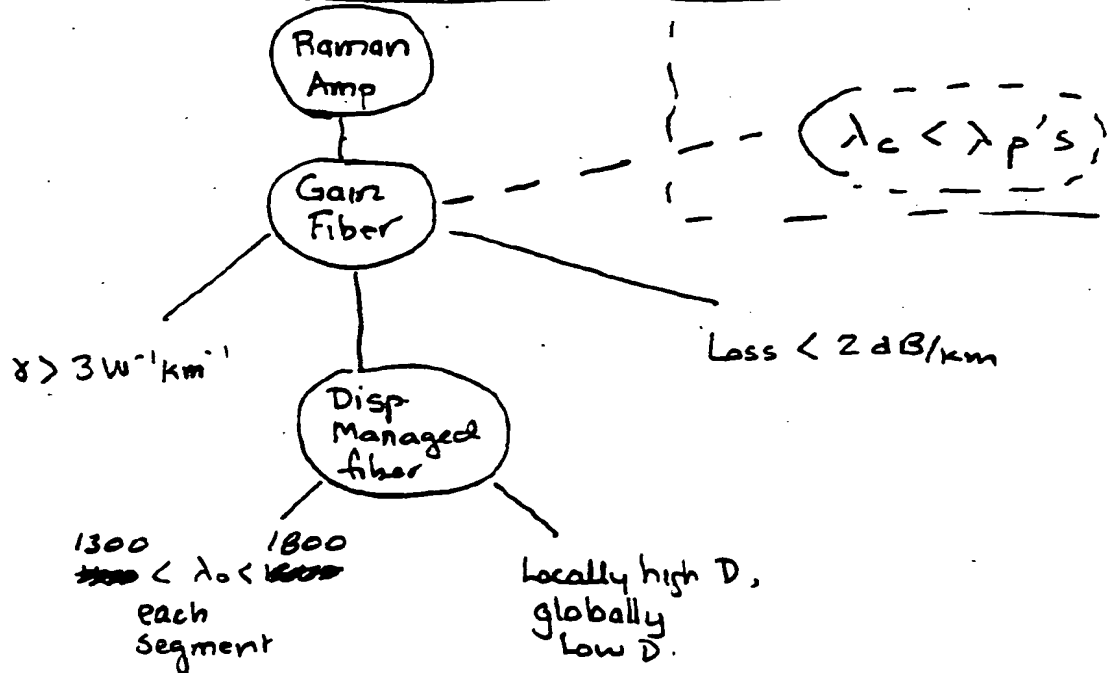 Raman
Amp
λc < λp's
Gain
Fiber
γ > 3 W⁻¹km⁻¹
Loss < 2 dB/km
Disp
Managed
fiber
1300 1800
< λ₀ <
each
segment
Locally high D,
globally
Low D.